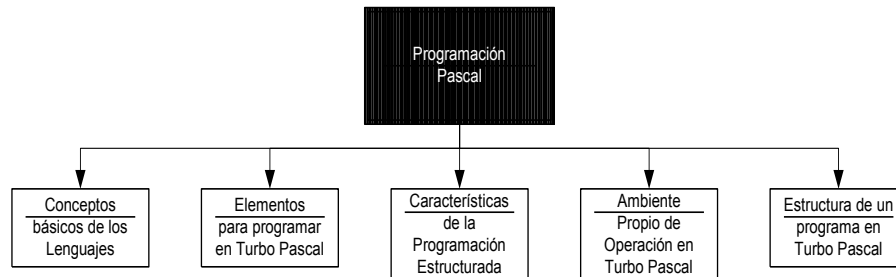 Programación
Pascal
Conceptos
básicos de los
Lenguajes
Elementos
para programar
en Turbo Pascal
Características
de la
Programación
Estructurada
Ambiente
Propio de
Operación en
Turbo Pascal
Estructura de un
programa en
Turbo Pascal